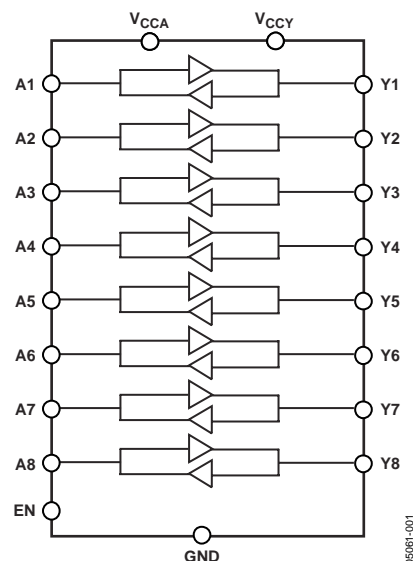 VCCA VCCY
A1 Y1
A2 Y2
A3 Y3
A4 Y4
A5 Y5
A6 Y6
A7 Y7
A8 Y8
EN
GND
05061-001